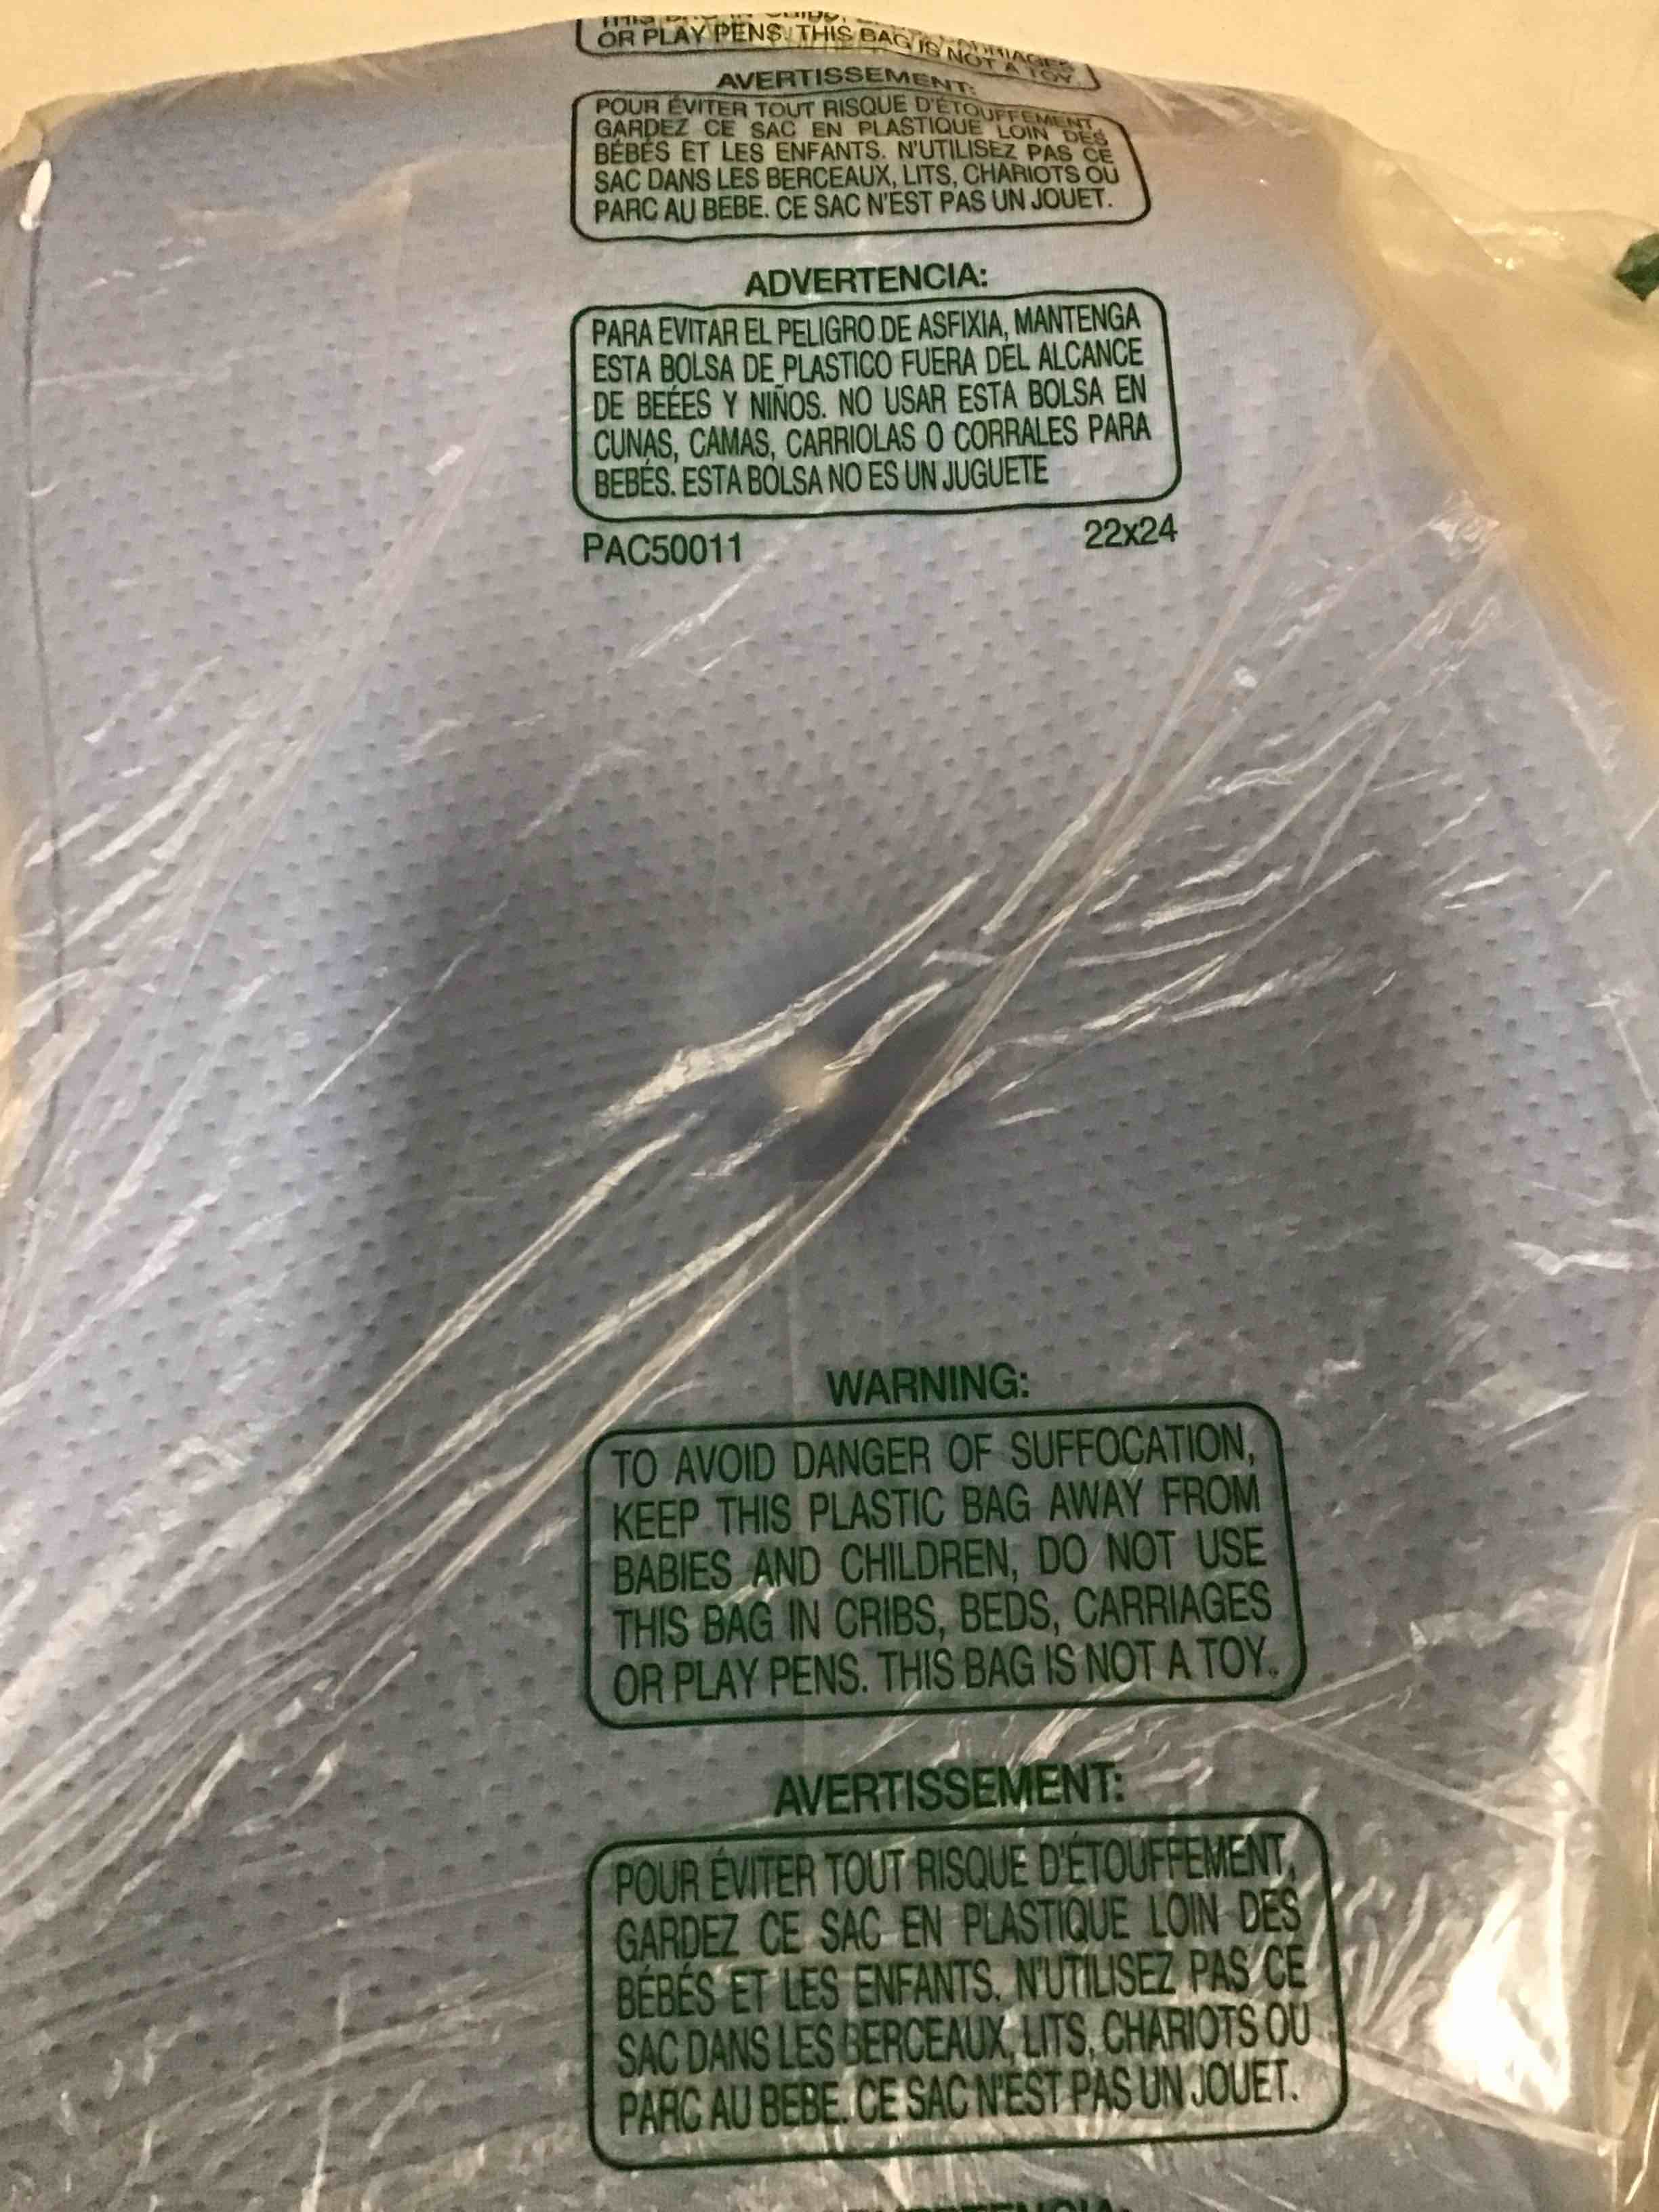 OR PLAY PENS. THIS BAG IS NOT A TOY.
AVERTISSEMENT:
POUR ÉVITER TOUT RISQUE D'ÉTOUFFEMENT,
GARDEZ CE SAC EN PLASTIQUE LOIN DES
BÉBÉS ET LES ENFANTS. N'UTILISEZ PAS CE
SAC DANS LES BERCEAUX, LITS, CHARIOTS OU
PARC AU BEBE. CE SAC N'EST PAS UN JOUET.
ADVERTENCIA:
PARA EVITAR EL PELIGRO DE ASFIXIA, MANTENGA
ESTA BOLSA DE PLASTICO FUERA DEL ALCANCE
DE BEÉES Y NIÑOS. NO USAR ESTA BOLSA EN
CUNAS, CAMAS, CARRIOLAS O CORRALES PARA
BEBÉS. ESTA BOLSA NO ES UN JUGUETE
PAC50011 22x24
WARNING:
TO AVOID DANGER OF SUFFOCATION,
KEEP THIS PLASTIC BAG AWAY FROM
BABIES AND CHILDREN, DO NOT USE
THIS BAG IN CRIBS, BEDS, CARRIAGES
OR PLAY PENS. THIS BAG IS NOT A TOY.
AVERTISSEMENT:
POUR ÉVITER TOUT RISQUE D'ÉTOUFFEMENT,
GARDEZ CE SAC EN PLASTIQUE LOIN DES
BÉBÉS ET LES ENFANTS. N'UTILISEZ PAS CE
SAC DANS LES BERCEAUX, LITS, CHARIOTS OU
PARC AU BEBE. CE SAC N'EST PAS UN JOUET.